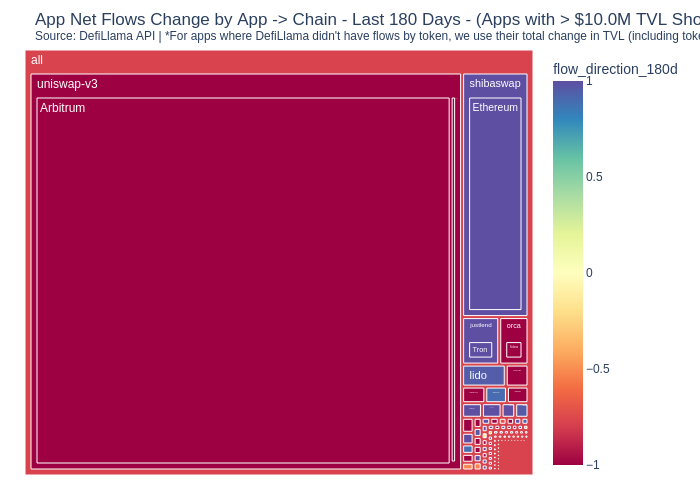 App Net Flows Change by App -> Chain - Last 180 Days - (Apps with > $10.0M TVL Sho
Source: DefiLlama API | *For apps where DefiLlama didn't have flows by token, we use their total change in TVL (including toke
all
uniswap-v3
Arbitrum
shibaswap
Ethereum
justlend
Tron
orca
lido
flow_direction_180d
1
0.5
0
−0.5
−1